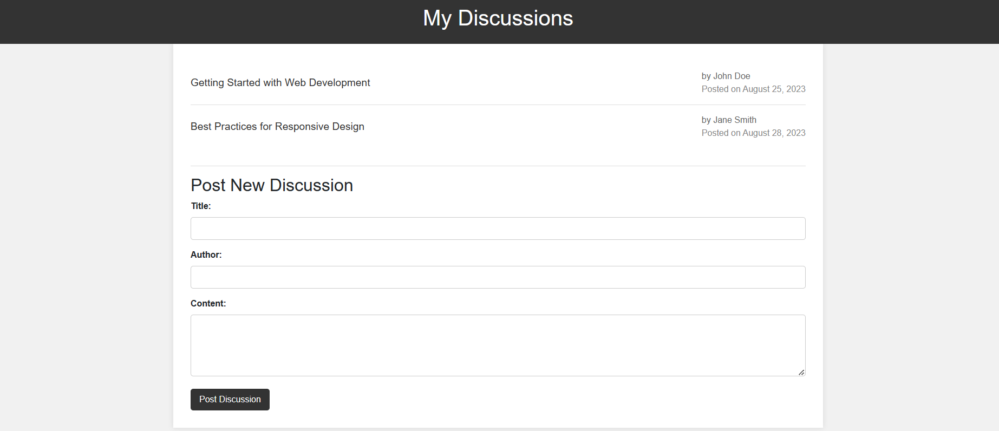 My Discussions
Getting Started with Web Development
by John Doe
Posted on August 25, 2023
Best Practices for Responsive Design
by Jane Smith
Posted on August 28, 2023
Post New Discussion
Title:
Author:
Content:
Post Discussion